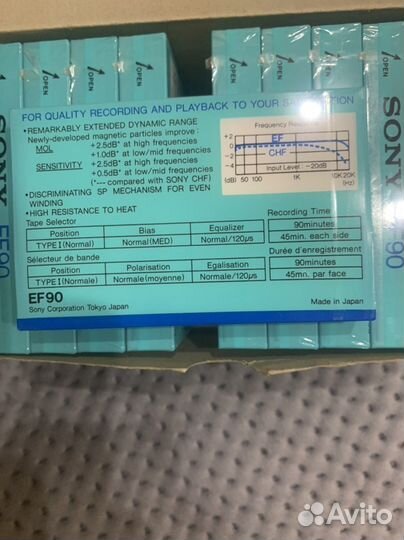 OPEN
OPEN
OPEN
OPEN
OPEN
OPEN
SONY
EF90
FOR QUALITY RECORDING AND PLAYBACK TO YOUR SATISFACTION
•REMARKABLY EXTENDED DYNAMIC RANGE
Newly-developed magnetic particles improve:
MOL +2.5dB* at high frequencies
+1.0dB* at low/mid frequencies
SENSITIVITY +2.5dB* at high frequencies
+0.5dB* at low/mid frequencies
(*--- compared with SONY CHF)
•DISCRIMINATING SP MECHANISM FOR EVEN
WINDING
•HIGH RESISTANCE TO HEAT
Frequency Response
+2
0
-2
-4
EF
CHF
Input Level -20dB
(dB) 50 100 1K 10K 20K
(Hz)
Tape Selector
Position Bias Equalizer
TYPE I (Normal) Normal(MED) Normal/120µs
Recording Time
90minutes
45min. each side
Sélecteur de bande
Position Polarisation Egalisation
TYPE I (Normale) Normale(moyenne) Normale/120µs
Durée d'enregistrement
90minutes
45mn. par face
EF90
Sony Corporation Tokyo Japan
Made in Japan
SONY
EF90
Avito